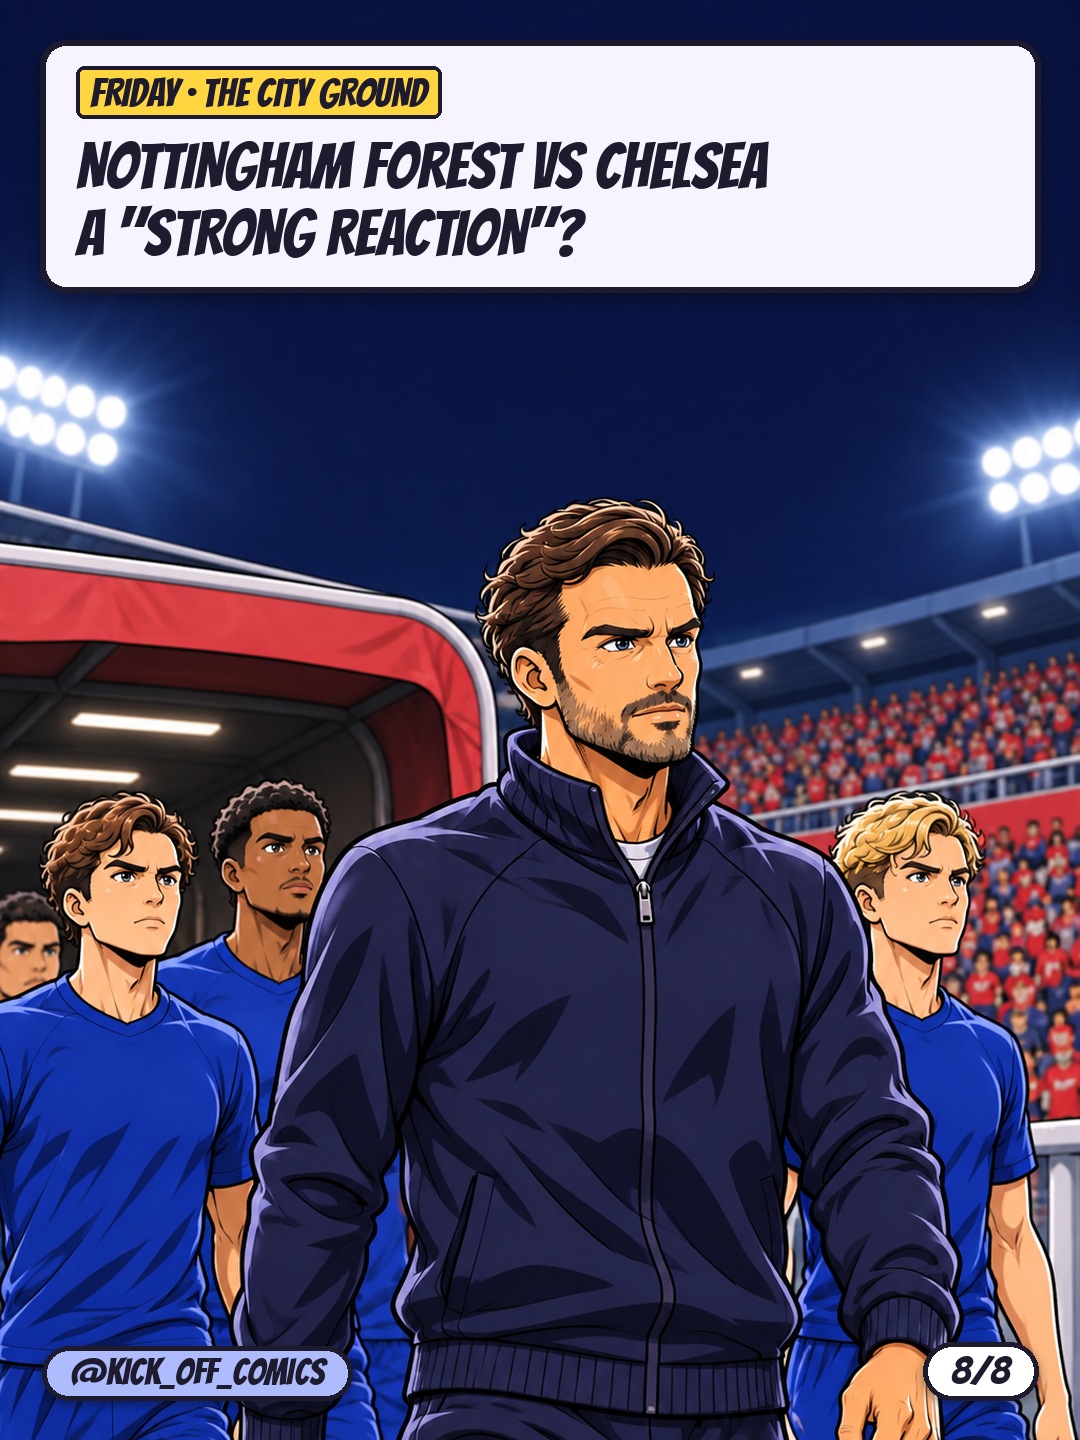 FRIDAY • THE CITY GROUND
NOTTINGHAM FOREST VS CHELSEA
A "STRONG REACTION"?
@KICK_OFF_COMICS
8/8